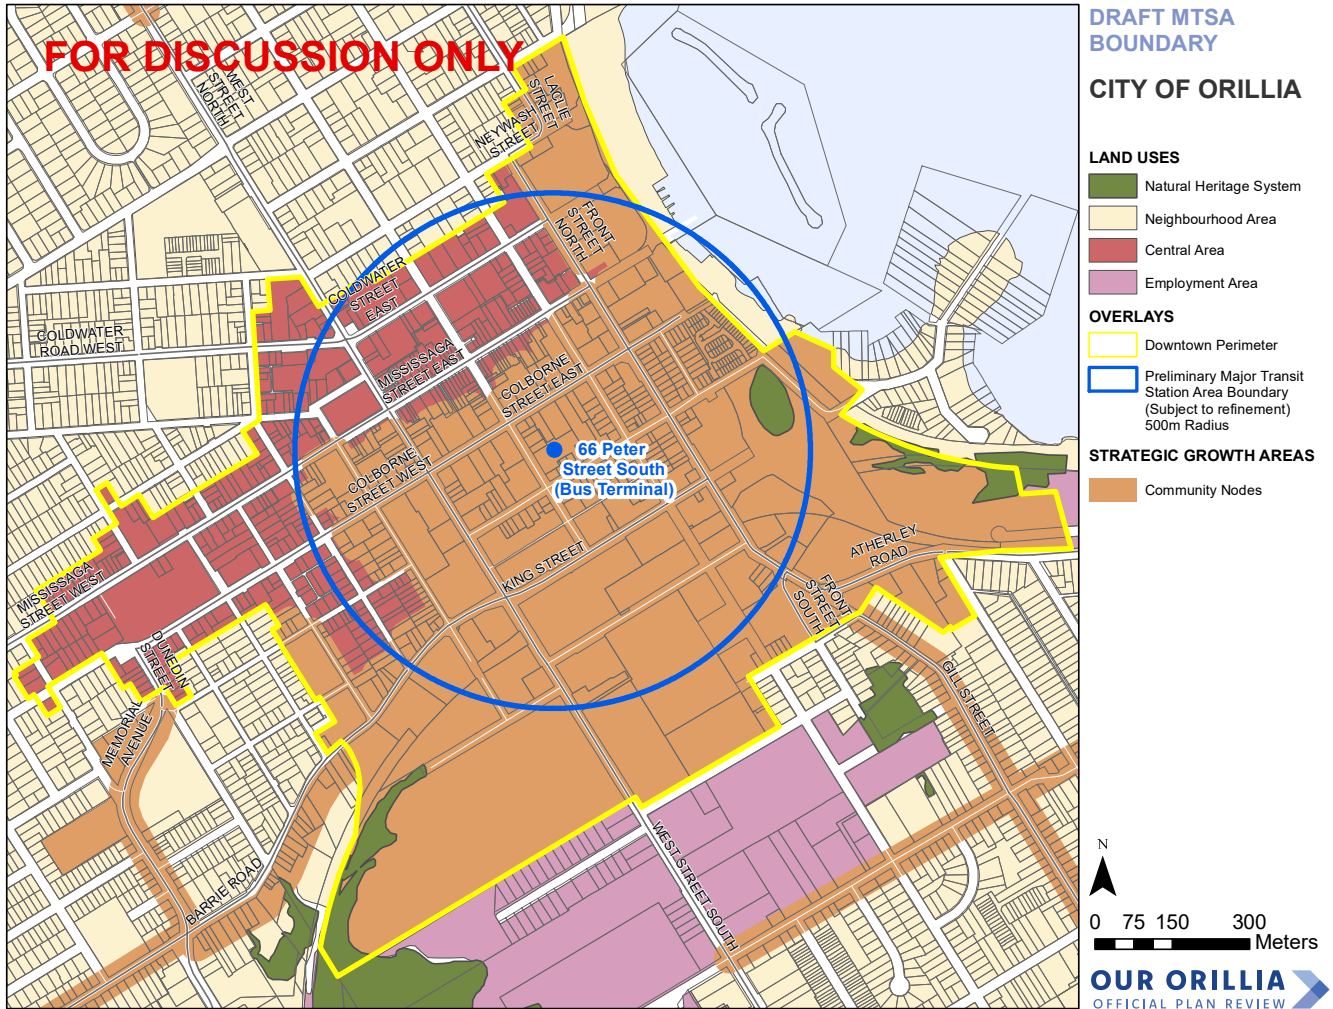 FOR DISCUSSION ONLY
DRAFT MTSA
BOUNDARY
CITY OF ORILLIA
LAND USES
Natural Heritage System
Neighbourhood Area
Central Area
Employment Area
OVERLAYS
Downtown Perimeter
Preliminary Major Transit
Station Area Boundary
(Subject to refinement)
500m Radius
STRATEGIC GROWTH AREAS
Community Nodes
WEST
STREET
NORTH
LACLIE
STREET
NEYWASH
STREET
FRONT
STREET
NORTH
COLDWATER
STREET
EAST
COLDWATER
ROAD WEST
MISSISSAGA
STREET EAST
COLBORNE
STREET EAST
COLBORNE
STREET WEST
66 Peter
Street South
(Bus Terminal)
KING STREET
ATHERLEY
ROAD
FRONT
STREET
SOUTH
MISSISSAGA
STREET WEST
DUNEDIN
STREET
MEMORIAL
AVENUE
GILL STREET
BARRIE ROAD
WEST STREET SOUTH
N
0 75 150 300
Meters
OUR ORILLIA
OFFICIAL PLAN REVIEW